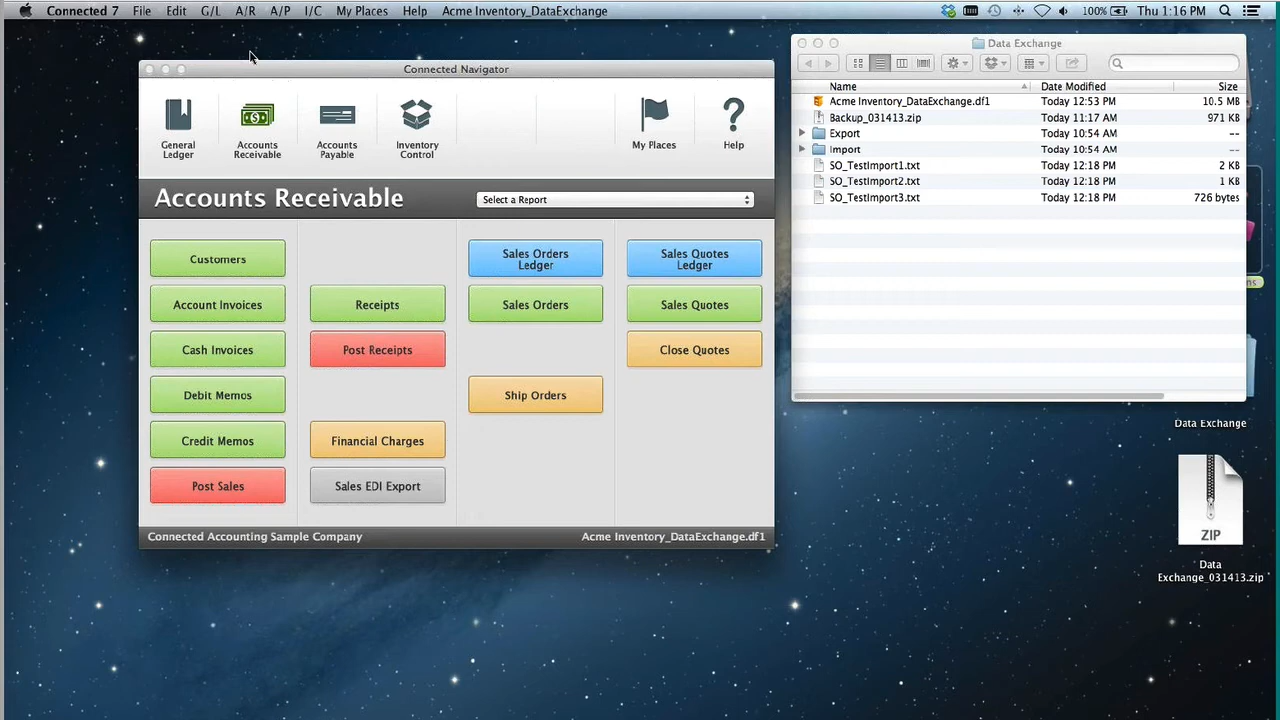 Connected 7 File Edit G/L A/R A/P I/C My Places Help Acme Inventory_DataExchange 100% Thu 1:16 PM
Connected Navigator
General Ledger
Accounts Receivable
Accounts Payable
Inventory Control
My Places
Help
Accounts Receivable
Select a Report
Customers
Sales Orders Ledger
Sales Quotes Ledger
Account Invoices
Receipts
Sales Orders
Sales Quotes
Cash Invoices
Post Receipts
Close Quotes
Debit Memos
Ship Orders
Credit Memos
Financial Charges
Post Sales
Sales EDI Export
Connected Accounting Sample Company
Acme Inventory_DataExchange.df1
Data Exchange
Name Date Modified Size
Acme Inventory_DataExchange.df1 Today 12:53 PM 10.5 MB
Backup_031413.zip Today 11:17 AM 971 KB
Export Today 10:54 AM --
Import Today 10:54 AM --
SO_TestImport1.txt Today 12:18 PM 2 KB
SO_TestImport2.txt Today 12:18 PM 1 KB
SO_TestImport3.txt Today 12:18 PM 726 bytes
Data Exchange
ZIP
Data
Exchange_031413.zip